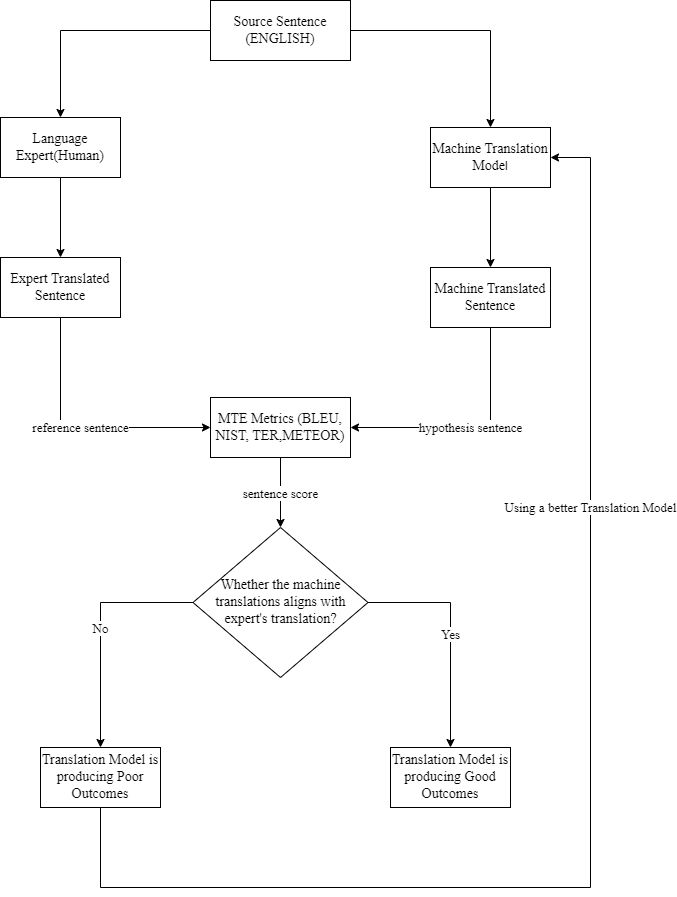 Source Sentence
(ENGLISH)
Language
Expert(Human)
Machine Translation
Model
Expert Translated
Sentence
Machine Translated
Sentence
MTE Metrics (BLEU,
NIST, TER,METEOR)
reference sentence
hypothesis sentence
sentence score
Using a better Translation Model
Whether the machine
translations aligns with
expert's translation?
No
Yes
Translation Model is
producing Poor
Outcomes
Translation Model is
producing Good
Outcomes